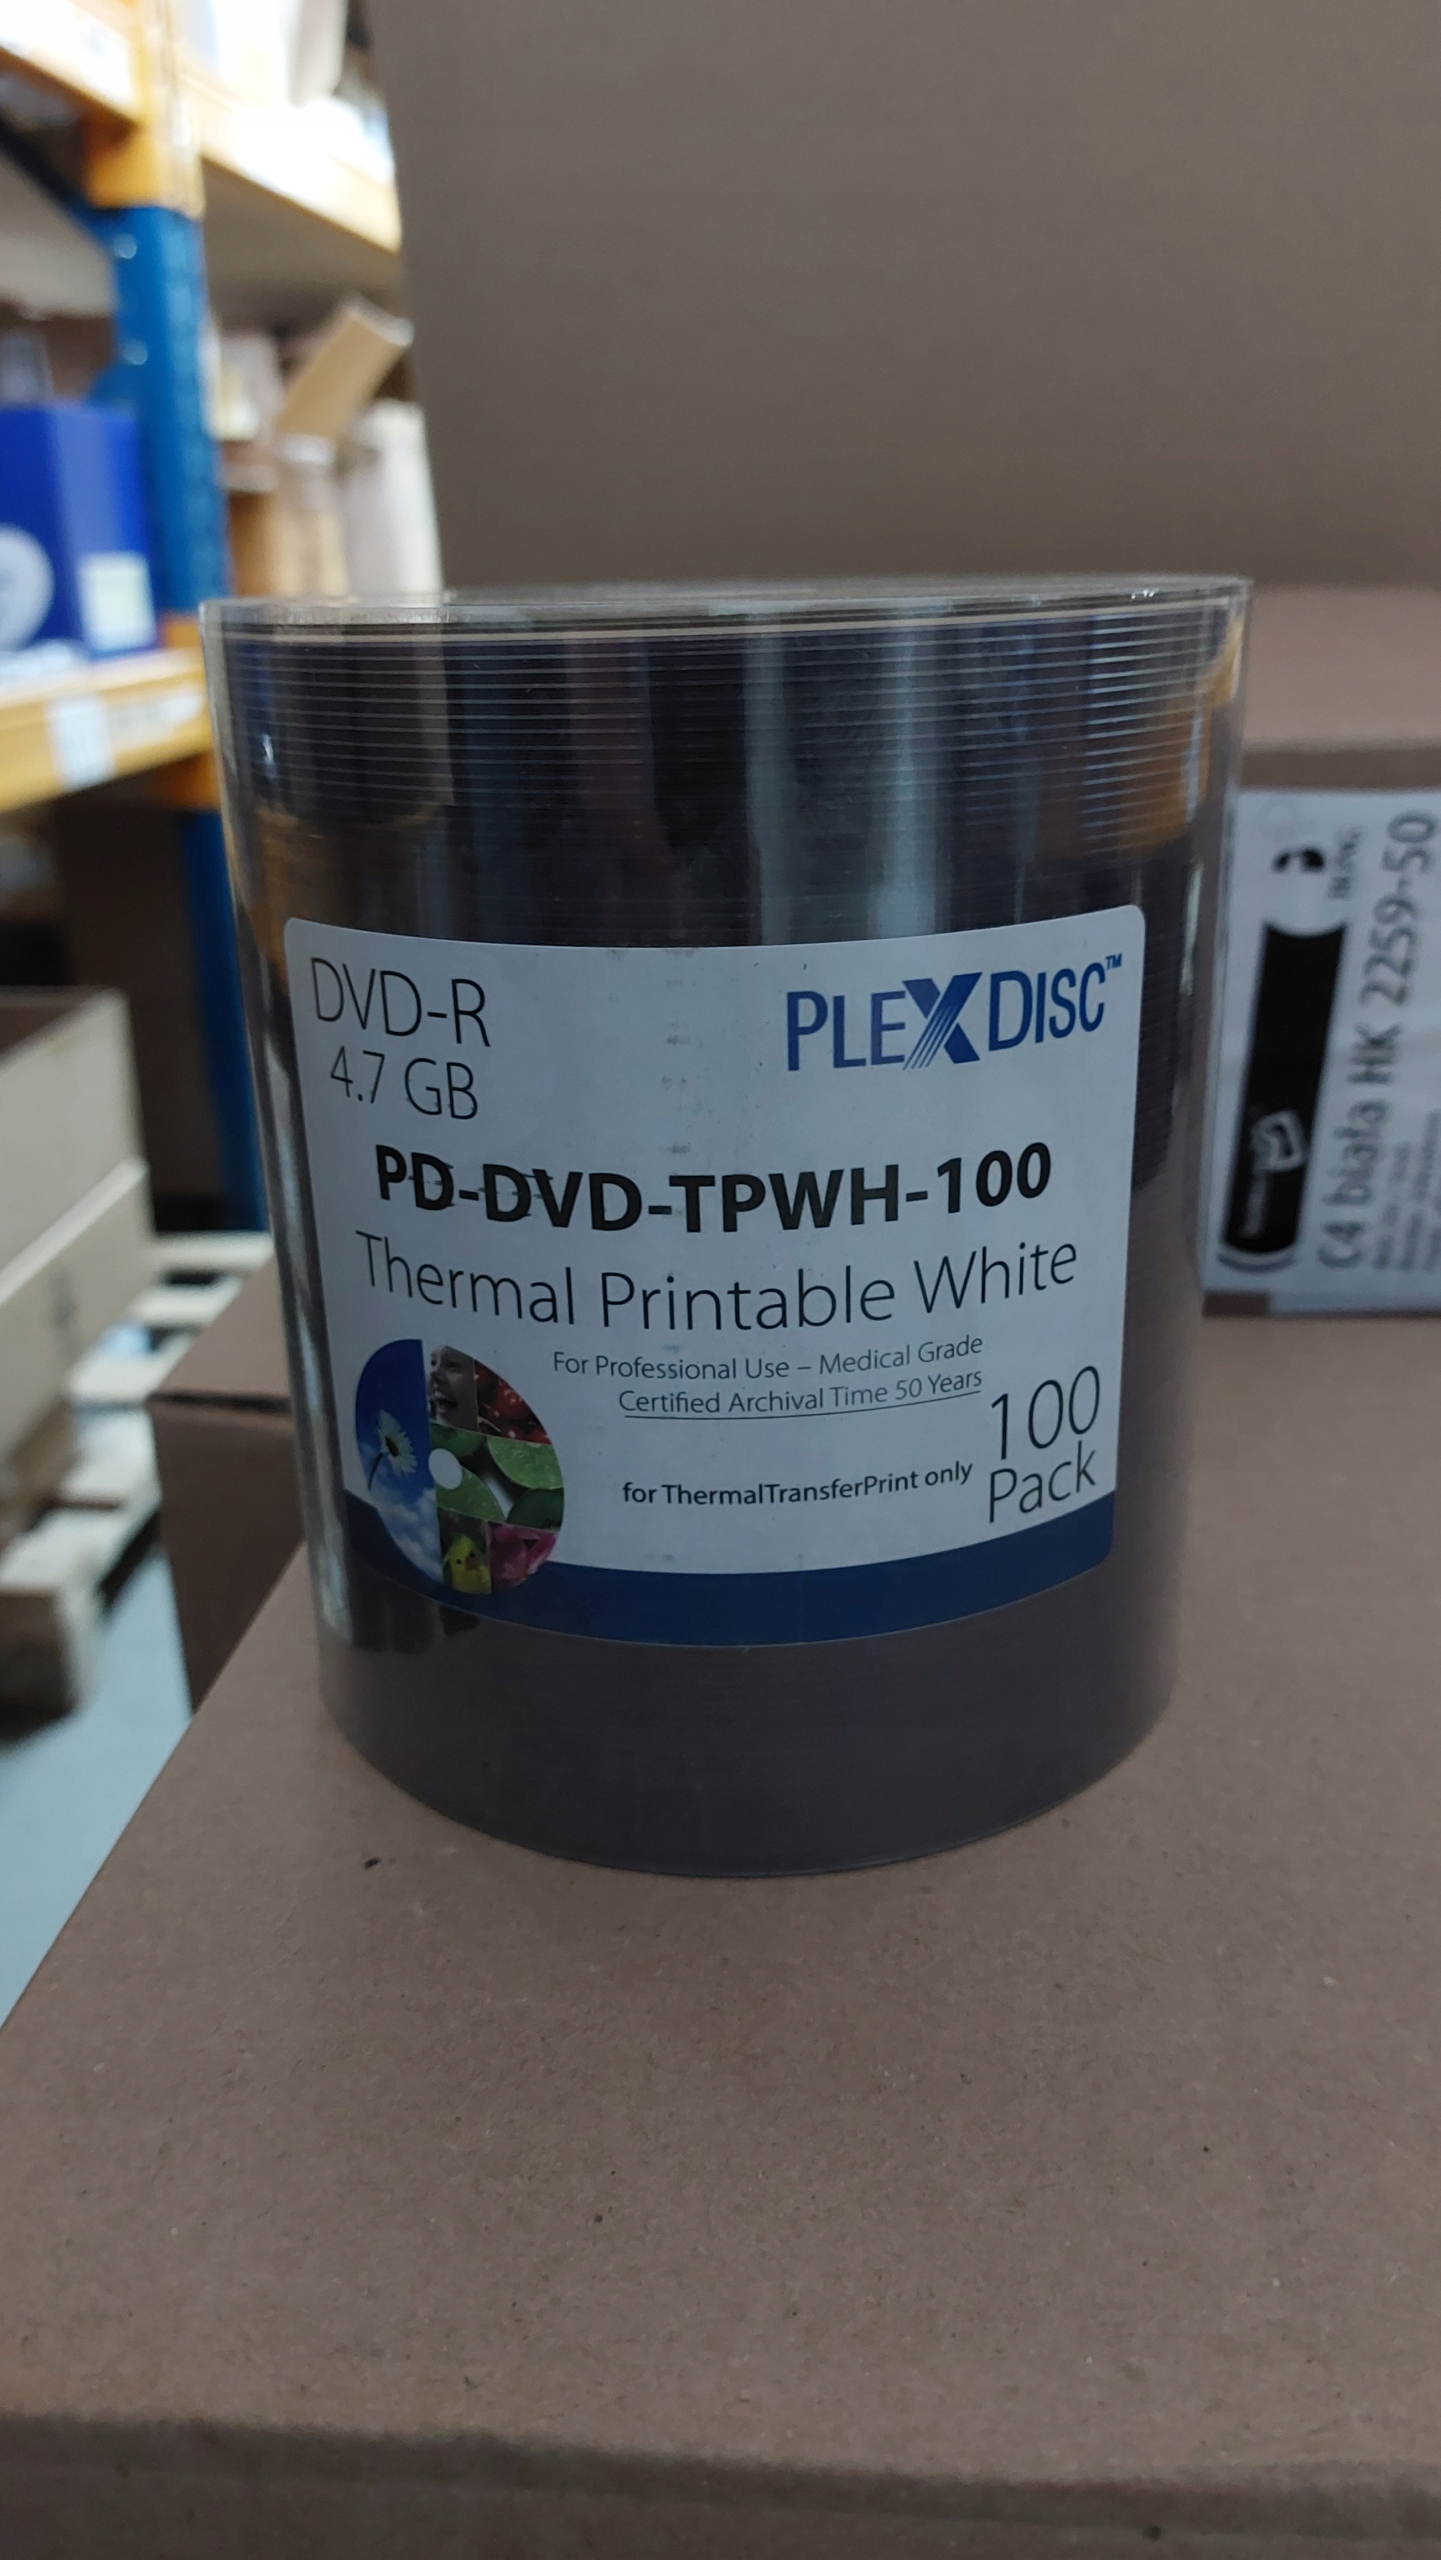 DVD-R
4.7 GB
PLEXDISC™
PD-DVD-TPWH-100
Thermal Printable White
For Professional Use – Medical Grade
Certified Archival Time 50 Years
for ThermalTransferPrint only
100
Pack
C4 biała HK 2259-50